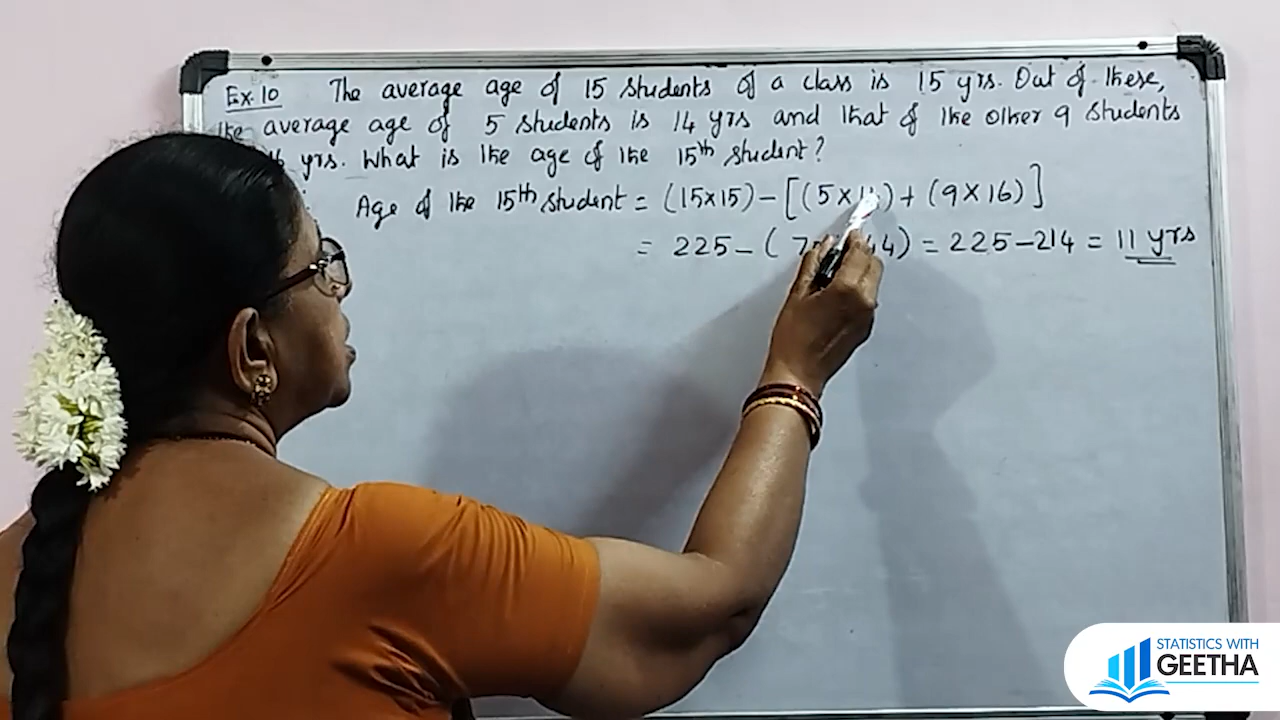 Ex. 10 The average age of 15 students of a class is 15 yrs. Out of these,
the average age of 5 students is 14 yrs and that of the other 9 students
yrs. What is the age of the 15th student?
Age of the 15th student = (15×15) – [(5× ) + (9×16)]
= 225 – ( ) = 225 – 214 = 11 yrs
STATISTICS WITH
GEETHA